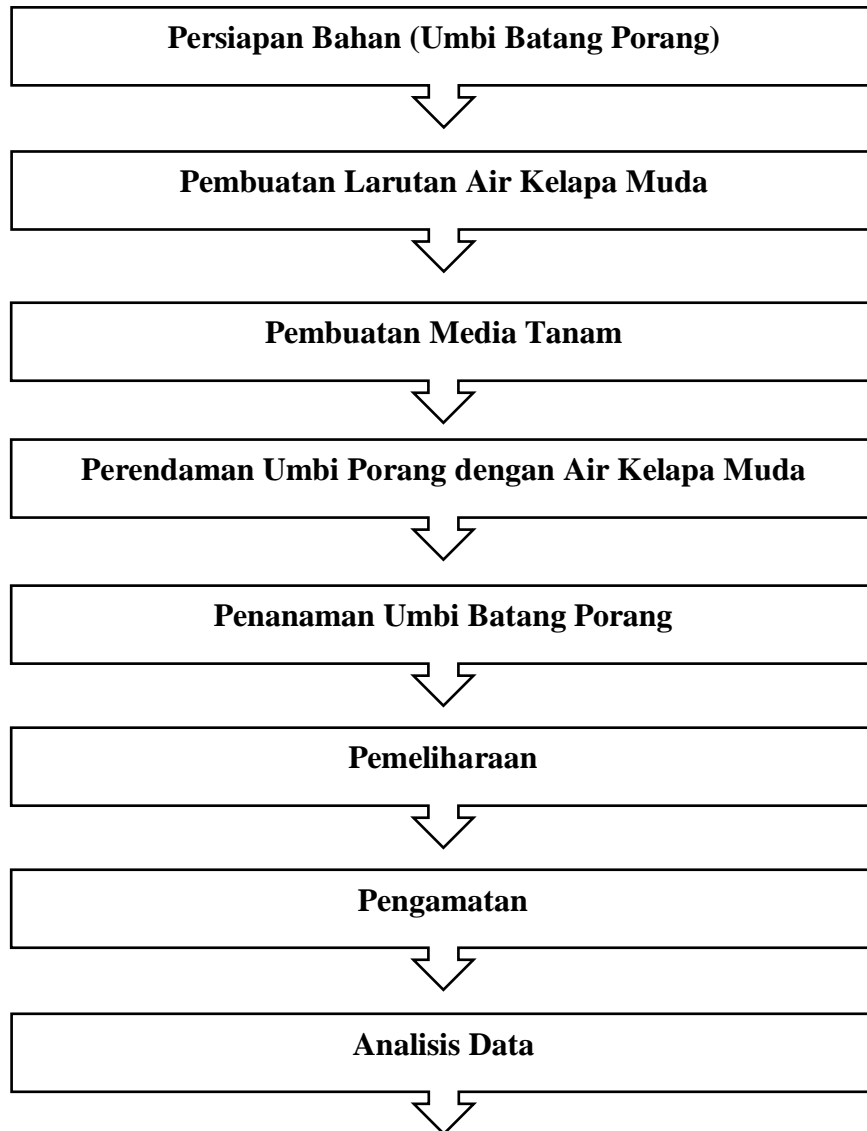 Persiapan Bahan (Umbi Batang Porang)
Pembuatan Larutan Air Kelapa Muda
Pembuatan Media Tanam
Perendaman Umbi Porang dengan Air Kelapa Muda
Penanaman Umbi Batang Porang
Pemeliharaan
Pengamatan
Analisis Data